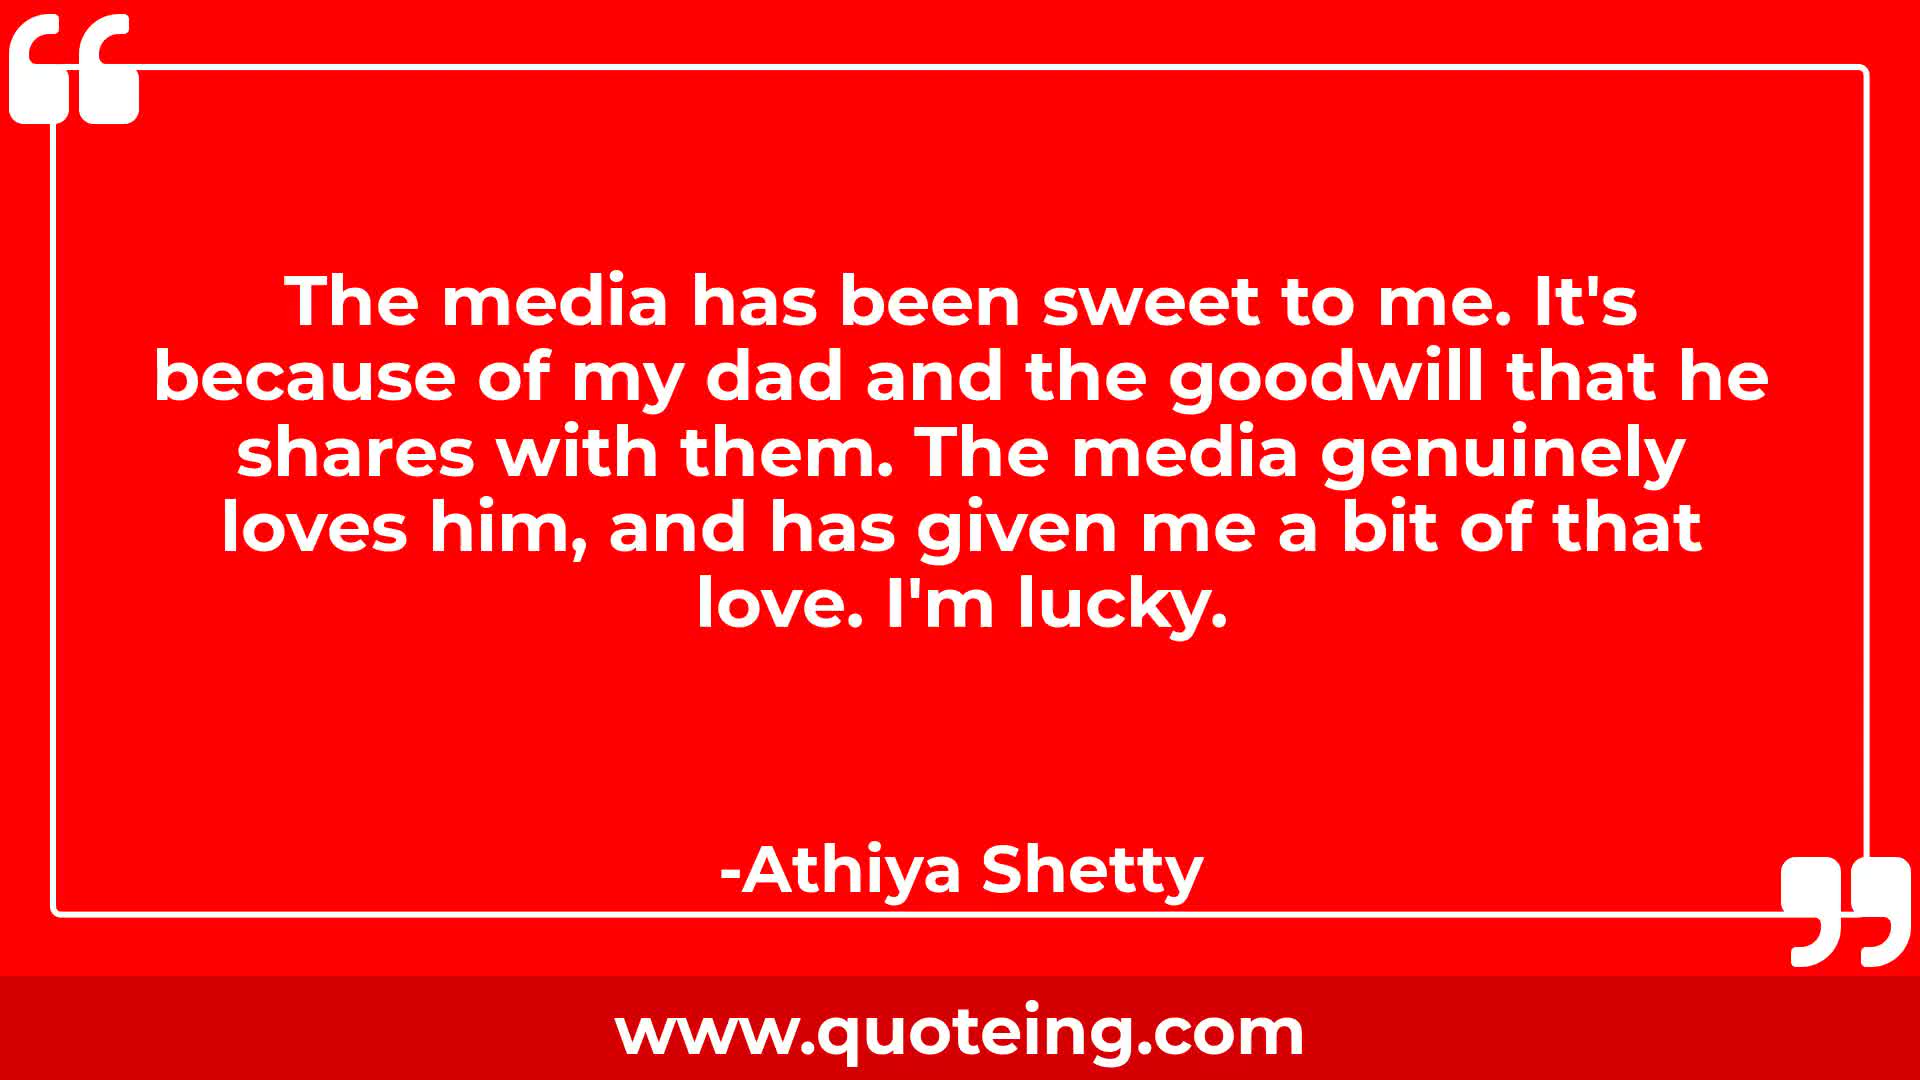 The media has been sweet to me. It's
because of my dad and the goodwill that he
shares with them. The media genuinely
loves him, and has given me a bit of that
love. I'm lucky.
-Athiya Shetty
www.quoteing.com